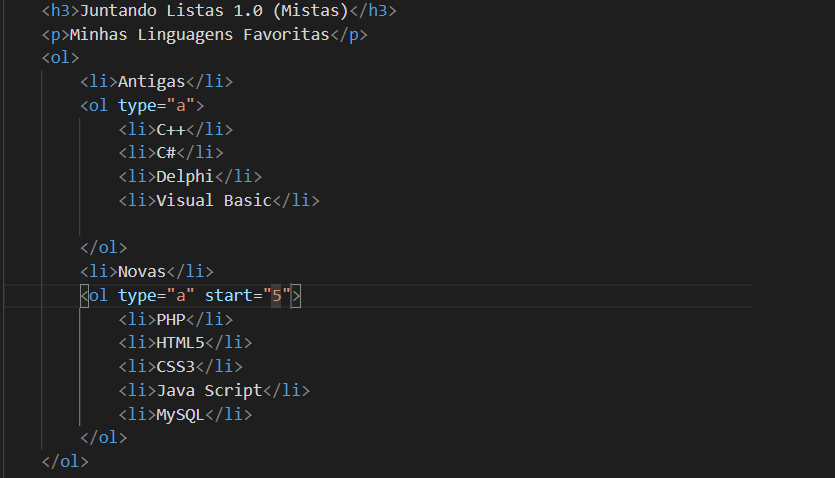 <h3>Juntando Listas 1.0 (Mistas)</h3>
<p>Minhas Linguagens Favoritas</p>
<ol>
<li>Antigas</li>
<ol type="a">
<li>C++</li>
<li>C#</li>
<li>Delphi</li>
<li>Visual Basic</li>
</ol>
<li>Novas</li>
<ol type="a" start="5">
<li>PHP</li>
<li>HTML5</li>
<li>CSS3</li>
<li>Java Script</li>
<li>MySQL</li>
</ol>
</ol>